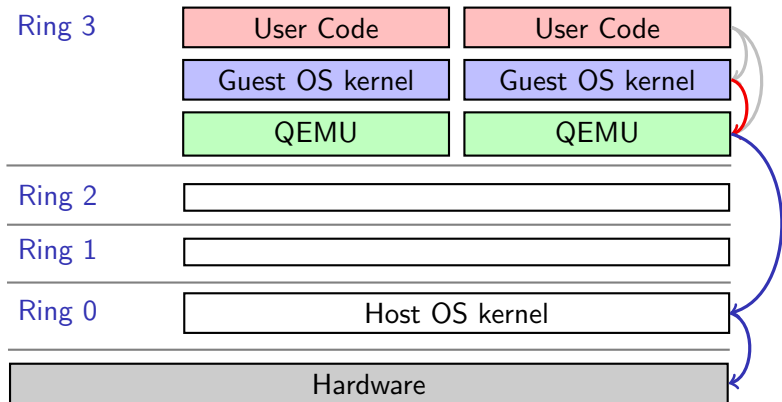 Ring 3
User Code
User Code
Guest OS kernel
Guest OS kernel
QEMU
QEMU
Ring 2
Ring 1
Ring 0
Host OS kernel
Hardware